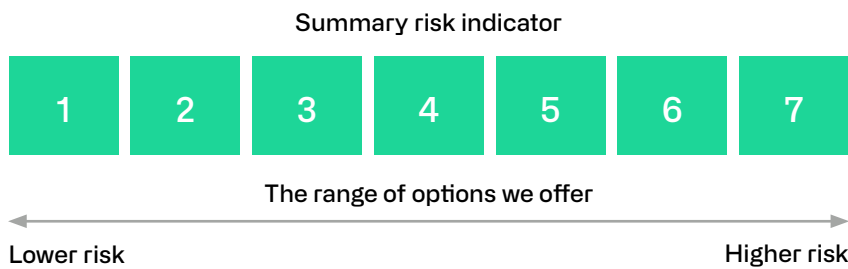 Summary risk indicator
1 2 3 4 5 6 7
The range of options we offer
Lower risk Higher risk